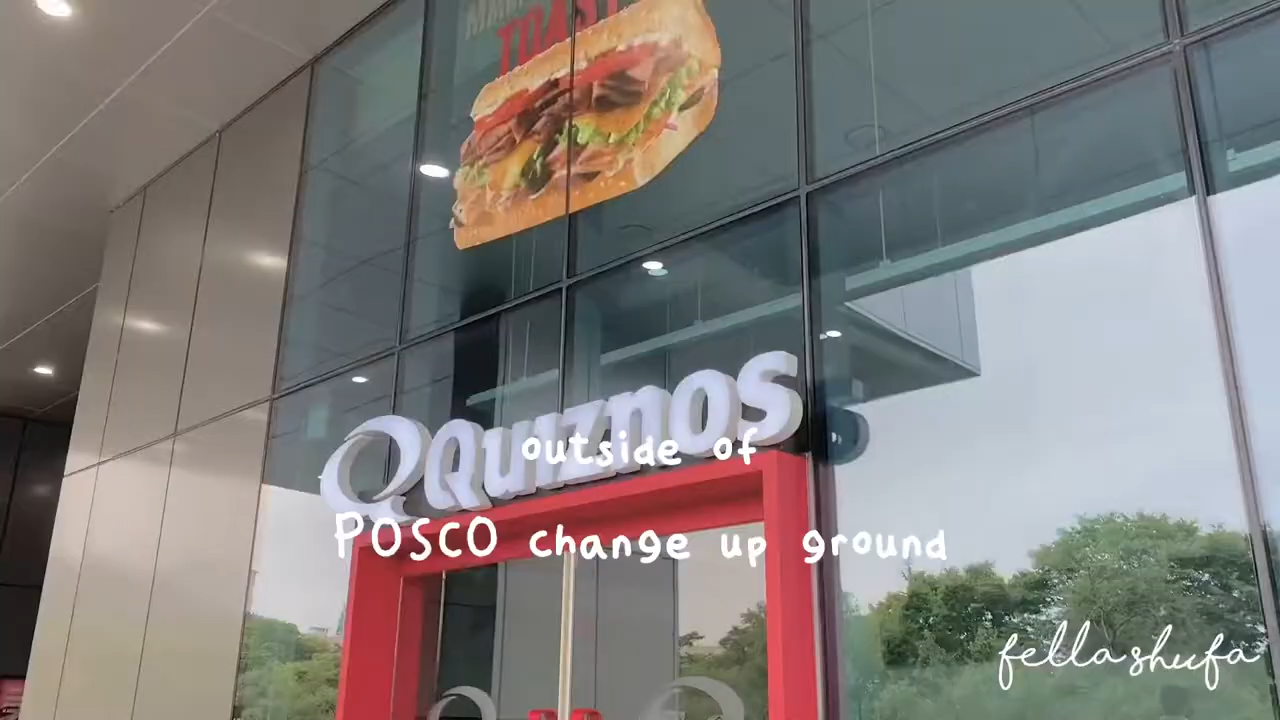 TOAST
QUIZNOS
outside of
POSCO change up ground
fellashufa